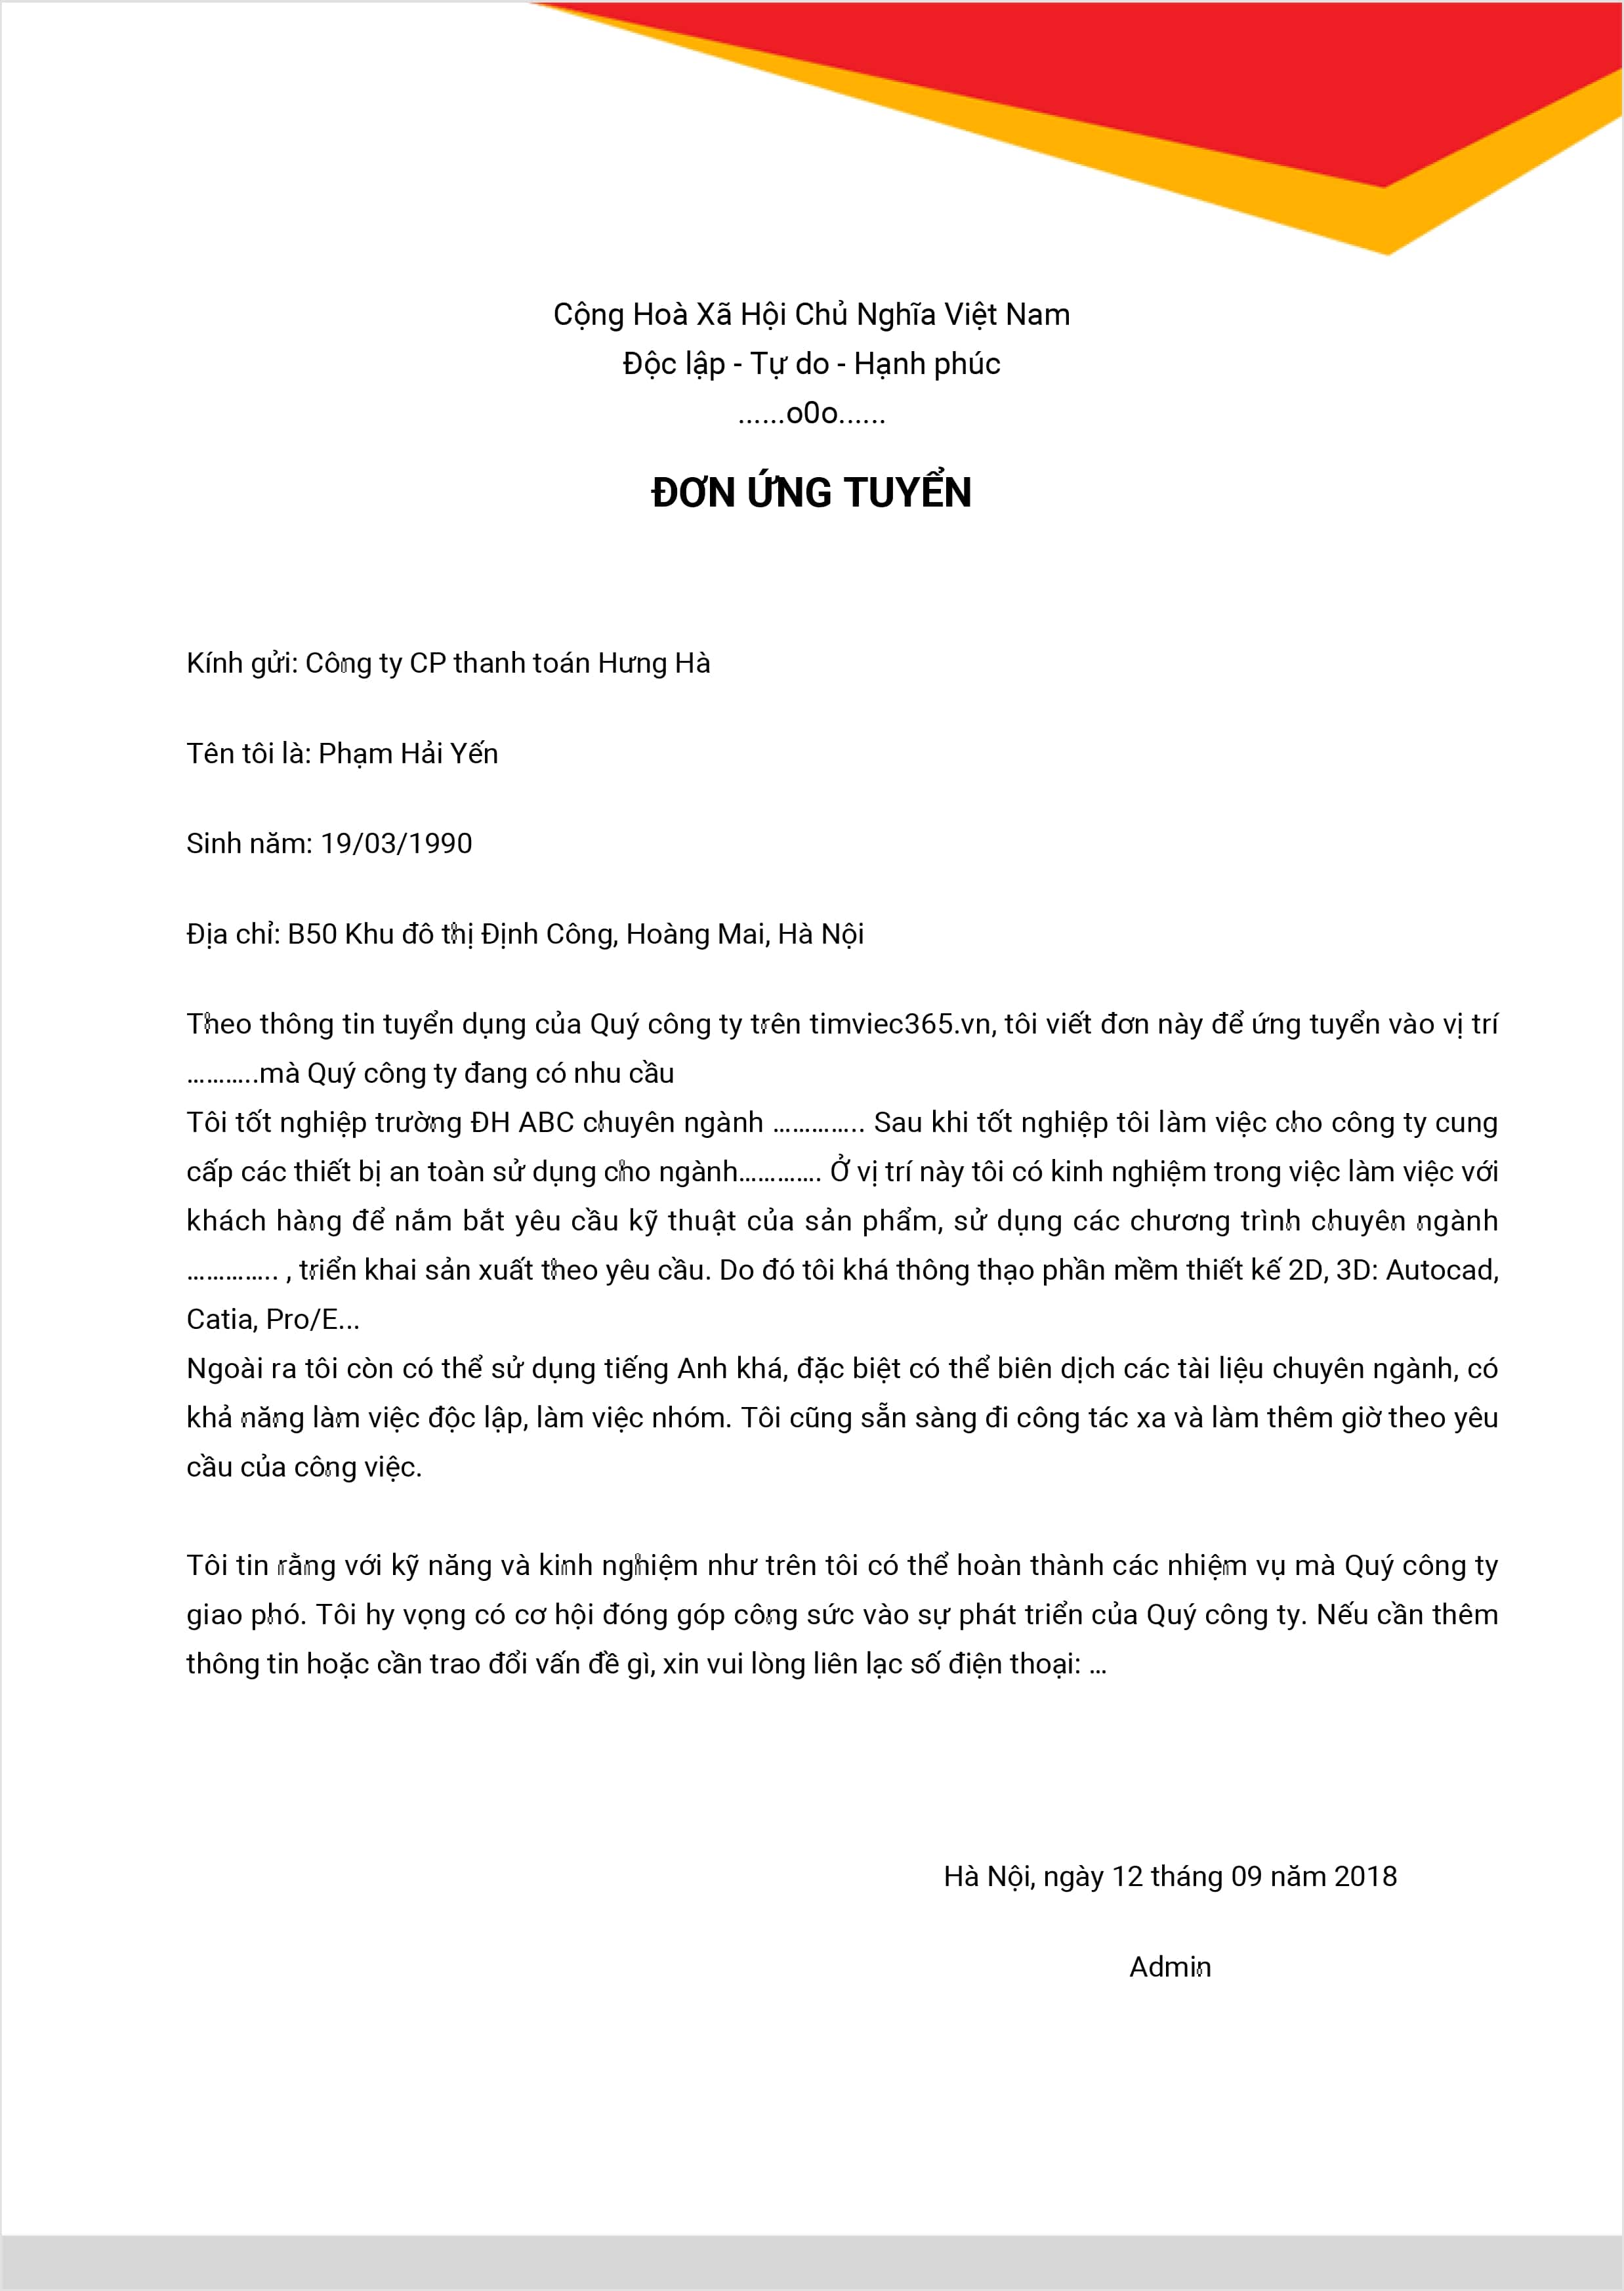 Cộng Hoà Xã Hội Chủ Nghĩa Việt Nam
Độc lập - Tự do - Hạnh phúc
......o0o......
ĐƠN ỨNG TUYỂN
Kính gửi: Công ty CP thanh toán Hưng Hà
Tên tôi là: Phạm Hải Yến
Sinh năm: 19/03/1990
Địa chỉ: B50 Khu đô thị Định Công, Hoàng Mai, Hà Nội
Theo thông tin tuyển dụng của Quý công ty trên timviec365.vn, tôi viết đơn này để ứng tuyển vào vị trí
………..mà Quý công ty đang có nhu cầu
Tôi tốt nghiệp trường ĐH ABC chuyên ngành ………….. Sau khi tốt nghiệp tôi làm việc cho công ty cung
cấp các thiết bị an toàn sử dụng cho ngành…………. Ở vị trí này tôi có kinh nghiệm trong việc làm việc với
khách hàng để nắm bắt yêu cầu kỹ thuật của sản phẩm, sử dụng các chương trình chuyên ngành
………….. , triển khai sản xuất theo yêu cầu. Do đó tôi khá thông thạo phần mềm thiết kế 2D, 3D: Autocad,
Catia, Pro/E...
Ngoài ra tôi còn có thể sử dụng tiếng Anh khá, đặc biệt có thể biên dịch các tài liệu chuyên ngành, có
khả năng làm việc độc lập, làm việc nhóm. Tôi cũng sẵn sàng đi công tác xa và làm thêm giờ theo yêu
cầu của công việc.
Tôi tin rằng với kỹ năng và kinh nghiệm như trên tôi có thể hoàn thành các nhiệm vụ mà Quý công ty
giao phó. Tôi hy vọng có cơ hội đóng góp công sức vào sự phát triển của Quý công ty. Nếu cần thêm
thông tin hoặc cần trao đổi vấn đề gì, xin vui lòng liên lạc số điện thoại: …
Hà Nội, ngày 12 tháng 09 năm 2018
Admin